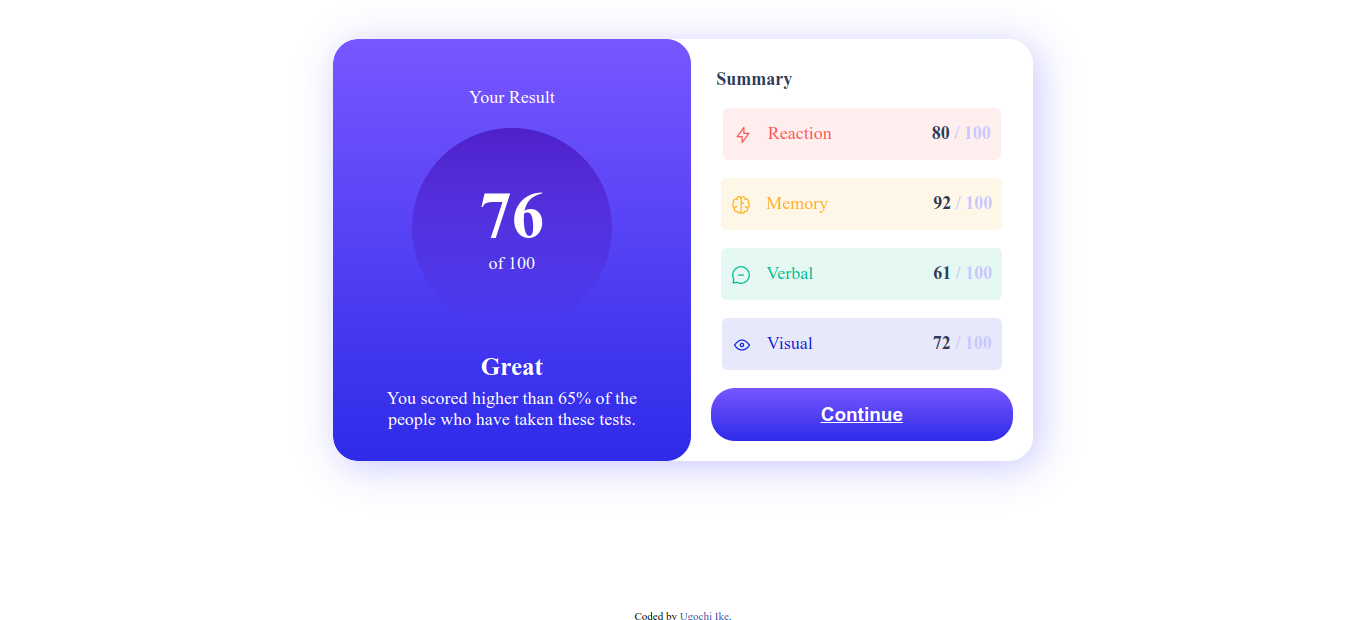 Your Result
76
of 100
Great
You scored higher than 65% of the
people who have taken these tests.
Summary
Reaction 80 / 100
Memory 92 / 100
Verbal 61 / 100
Visual 72 / 100
Continue
Coded by Ugochi Ike.